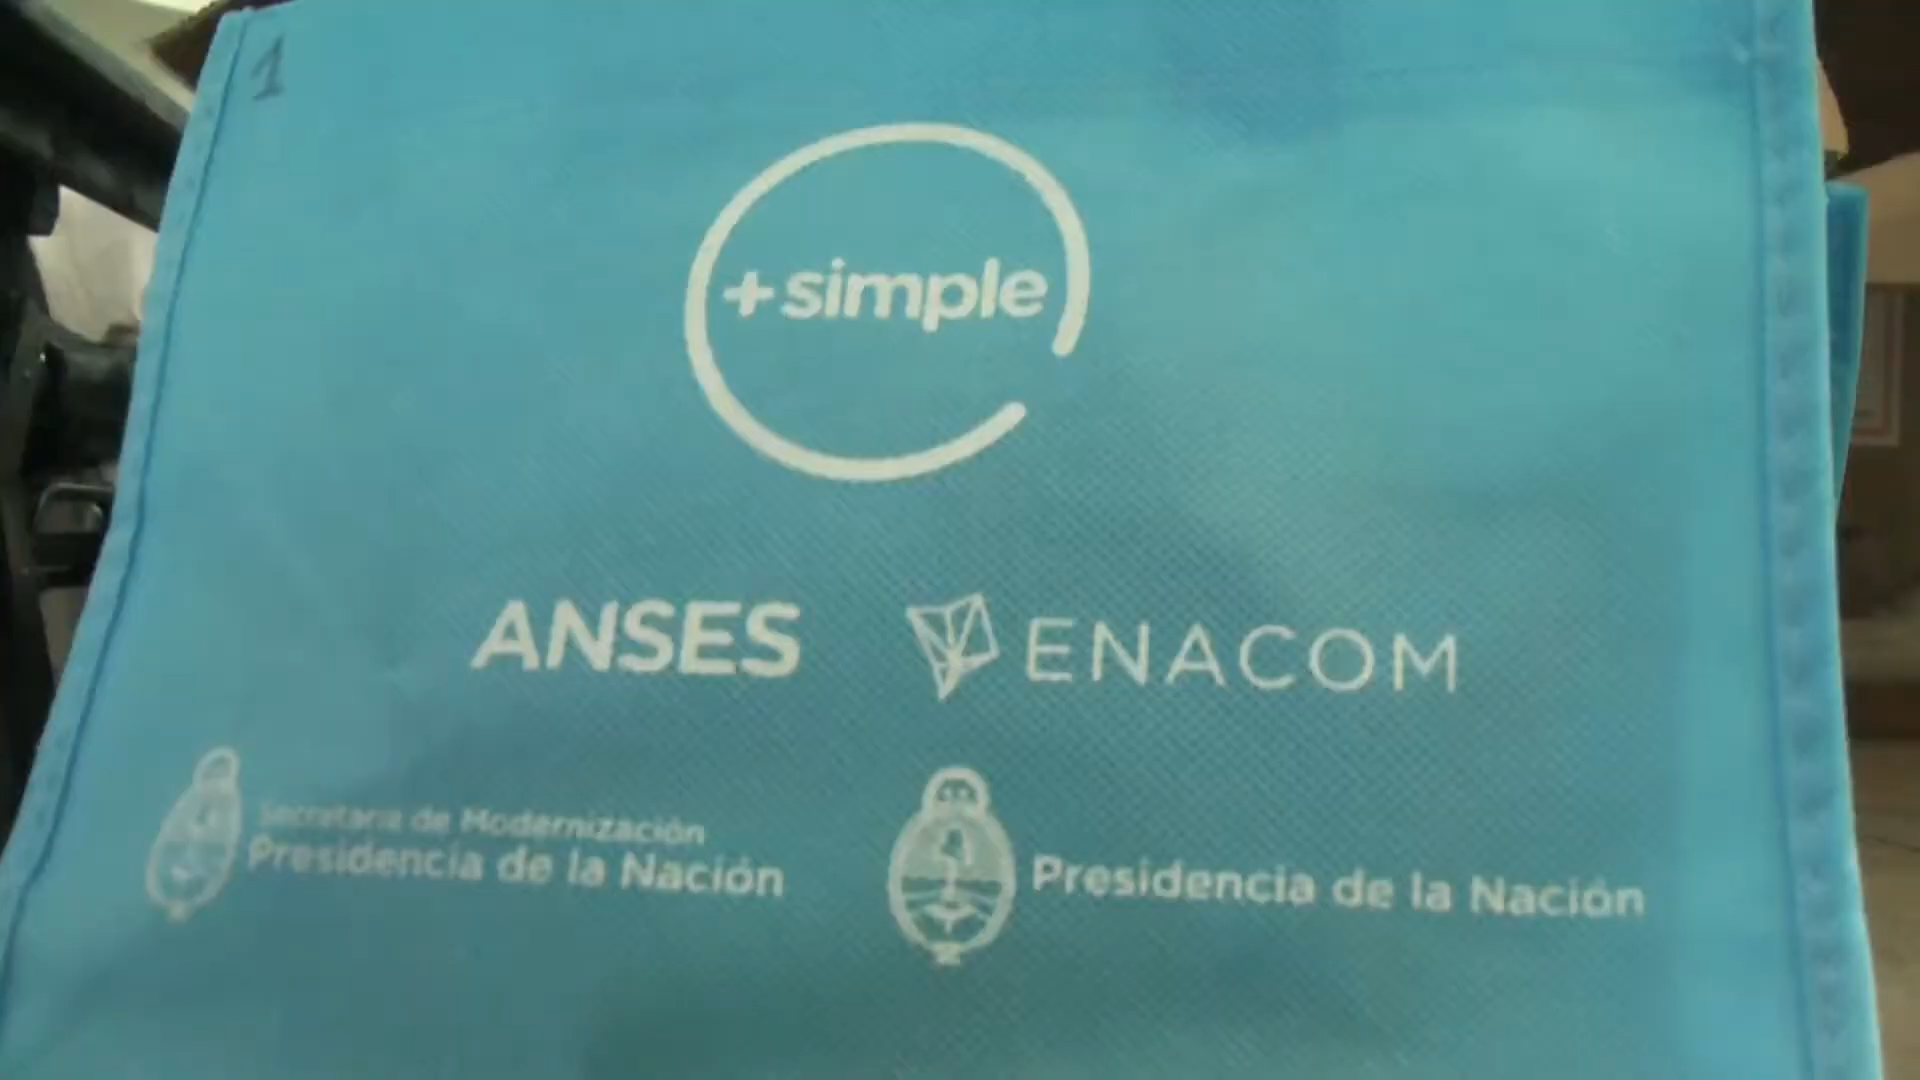 1
+simple
ANSES
ENACOM
Secretaría de Modernización
Presidencia de la Nación
Presidencia de la Nación